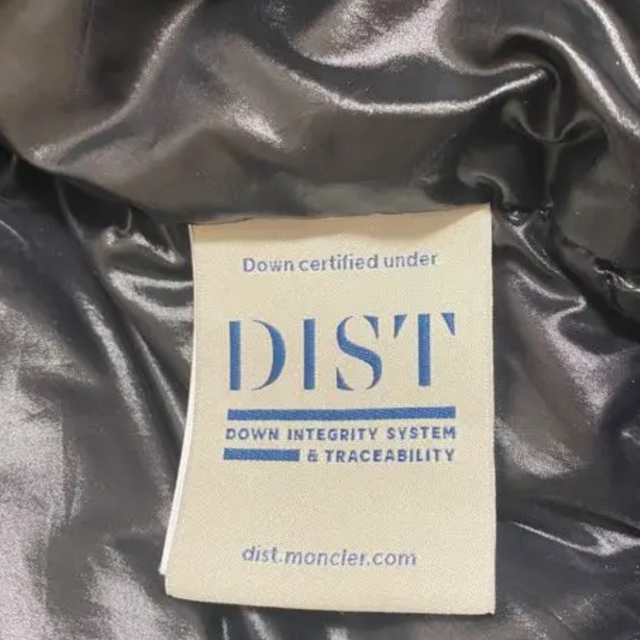 Down certified under
DIST
DOWN INTEGRITY SYSTEM
& TRACEABILITY
dist.moncler.com